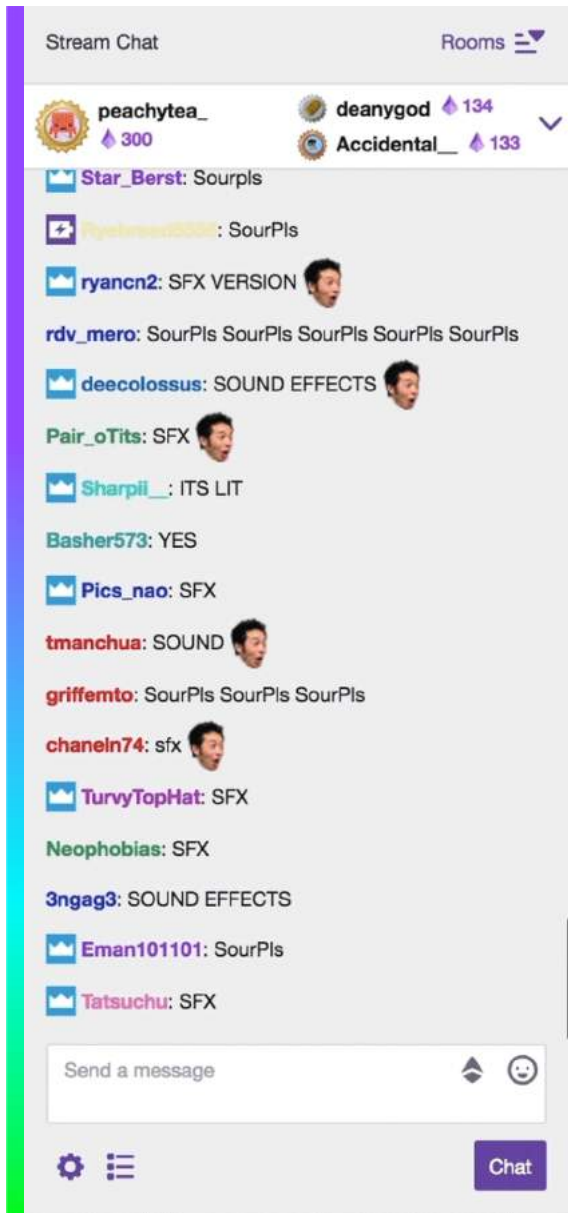 Stream Chat
Rooms
peachytea_
300
deanygod 134
Accidental__ 133
Star_Berst: Sourpls
: SourPls
ryancn2: SFX VERSION
rdv_mero: SourPls SourPls SourPls SourPls SourPls
deecolossus: SOUND EFFECTS
Pair_oTits: SFX
Sharpii__: ITS LIT
Basher573: YES
Pics_nao: SFX
tmanchua: SOUND
griffemto: SourPls SourPls SourPls
chaneln74: sfx
TurvyTopHat: SFX
Neophobias: SFX
3ngag3: SOUND EFFECTS
Eman101101: SourPls
Tatsuchu: SFX
Send a message
Chat